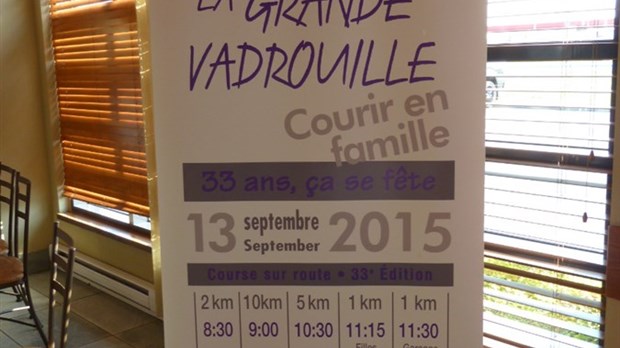 LA GRANDE
VADROUILLE
Courir en
famille
33 ans, ça se fête
13 septembre 2015
September
Course sur route • 33e Édition
2 km 10km 5 km 1 km 1 km
8:30 9:00 10:30 11:15 11:30
Filles Garçons